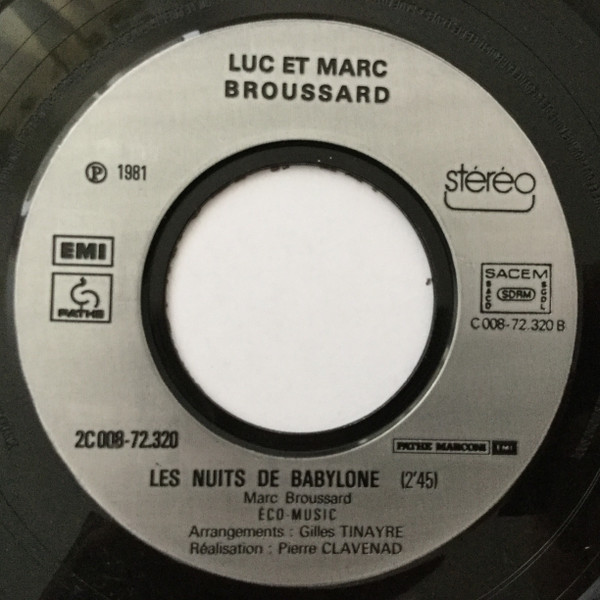 LUC ET MARC
BROUSSARD
℗ 1981
stéréo
EMI
PATHE
SACEM
SACD
SDRM
SGDL
C 008-72.320 B
2C 008-72.320
PATHE MARCONI EMI
LES NUITS DE BABYLONE (2'45)
Marc Broussard
ÉCO-MUSIC
Arrangements : Gilles TINAYRE
Réalisation : Pierre CLAVENAD